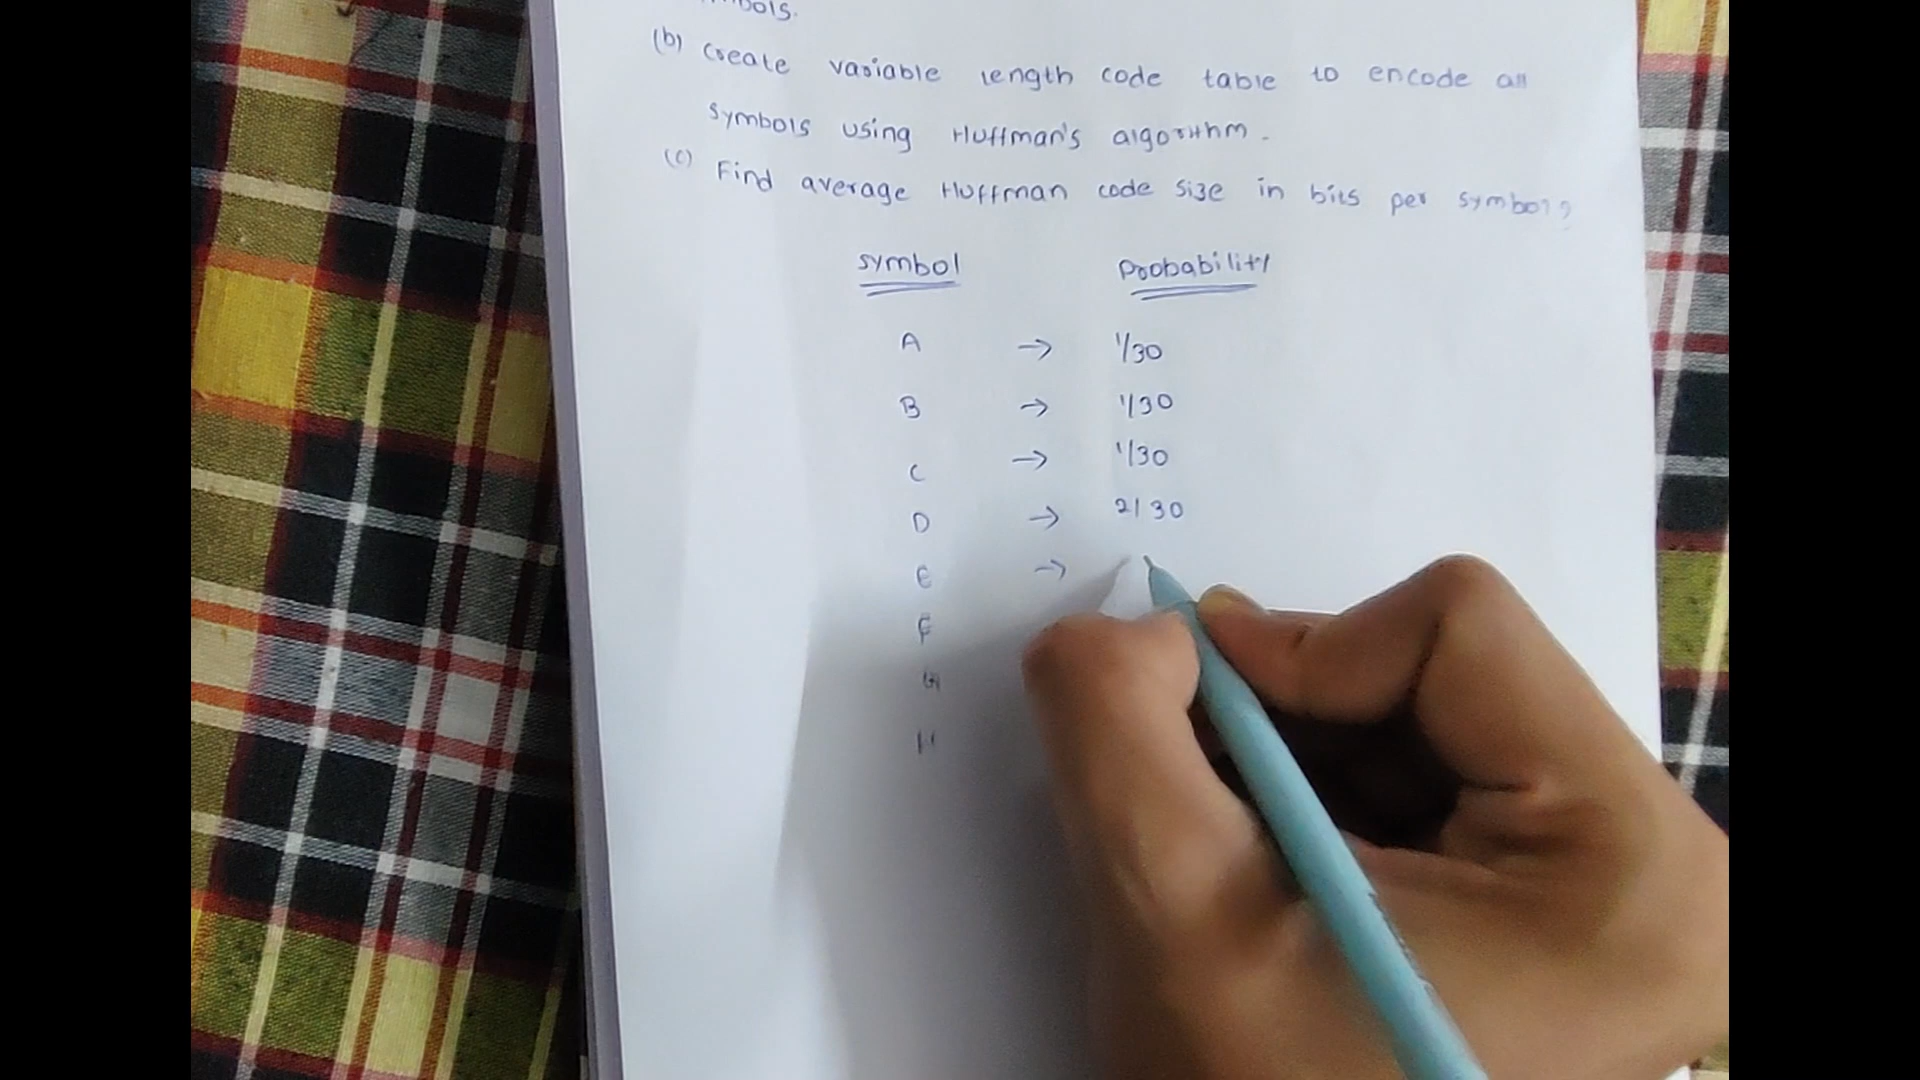 (b) Create variable length code table to encode all
symbols using Huffman's algorithm.
(c) Find average Huffman code size in bits per symbol?
Symbol Probability
A → 1/30
B → 1/30
C → 1/30
D → 2/30
E →
F
G
H